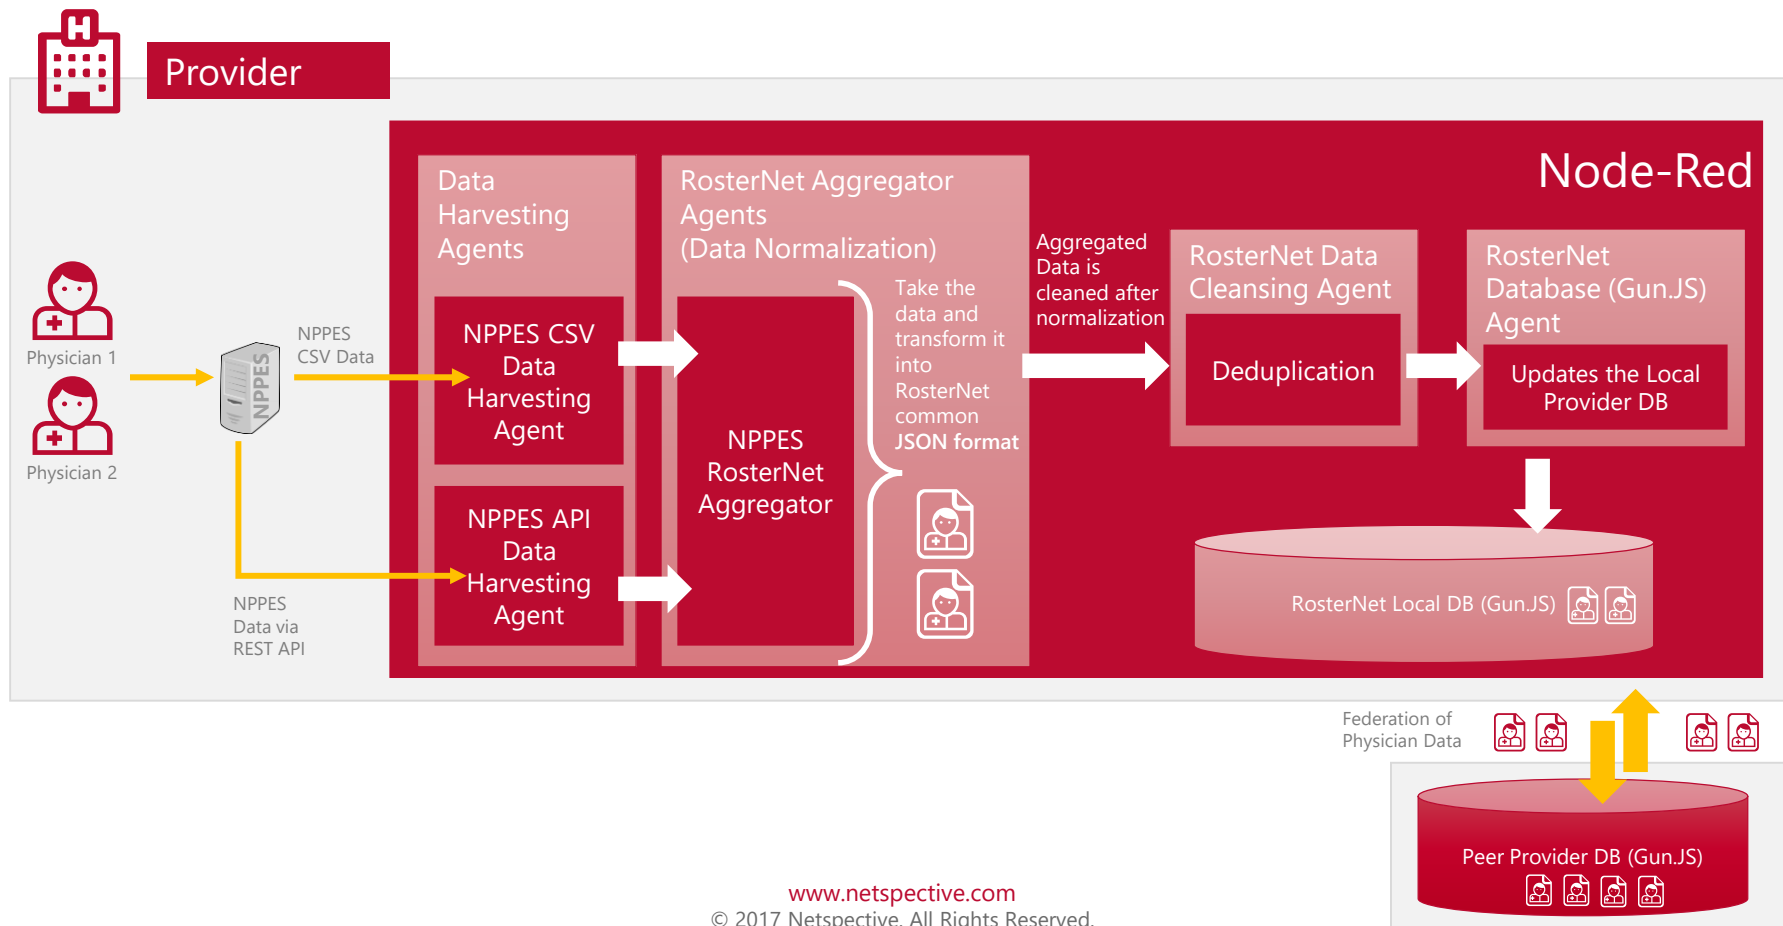 Provider
Node-Red
Data
Harvesting
Agents
RosterNet Aggregator
Agents
(Data Normalization)
Physician 1
Physician 2
NPPES
NPPES
CSV Data
NPPES
Data via
REST API
NPPES CSV
Data
Harvesting
Agent
NPPES API
Data
Harvesting
Agent
NPPES
RosterNet
Aggregator
Take the
data and
transform it
into
RosterNet
common
JSON format
Aggregated
Data is
cleaned after
normalization
RosterNet Data
Cleansing Agent
Deduplication
RosterNet
Database (Gun.JS)
Agent
Updates the Local
Provider DB
RosterNet Local DB (Gun.JS)
Federation of
Physician Data
Peer Provider DB (Gun.JS)
www.netspective.com
© 2017 Netspective. All Rights Reserved.